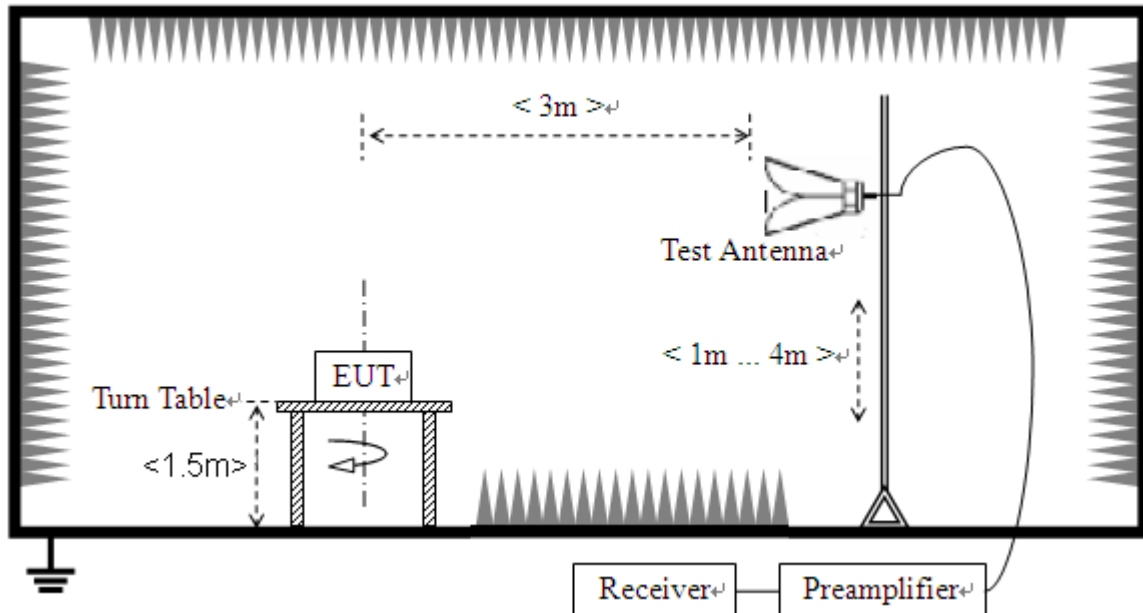 < 3m >↵
Test Antenna↵
< 1m ... 4m >↵
EUT↵
Turn Table↵
<1.5m>
Receiver↵
Preamplifier↵